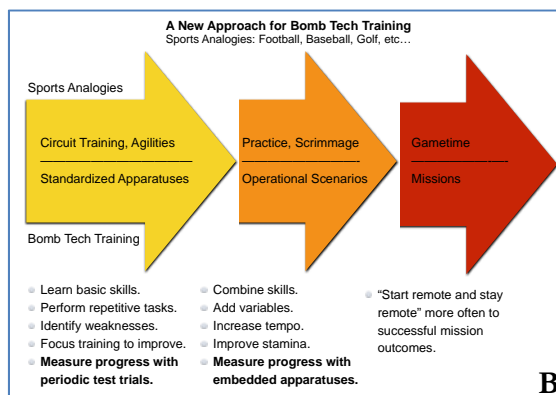 A New Approach for Bomb Tech Training
Sports Analogies: Football, Baseball, Golf, etc…
Sports Analogies
Circuit Training, Agilities
Standardized Apparatuses
Bomb Tech Training
Practice, Scrimmage
Operational Scenarios
Gametime
Missions
Learn basic skills.
Perform repetitive tasks.
Identify weaknesses.
Focus training to improve.
Measure progress with
periodic test trials.
Combine skills.
Add variables.
Increase tempo.
Improve stamina.
Measure progress with
embedded apparatuses.
“Start remote and stay
remote” more often to
successful mission
outcomes.
B